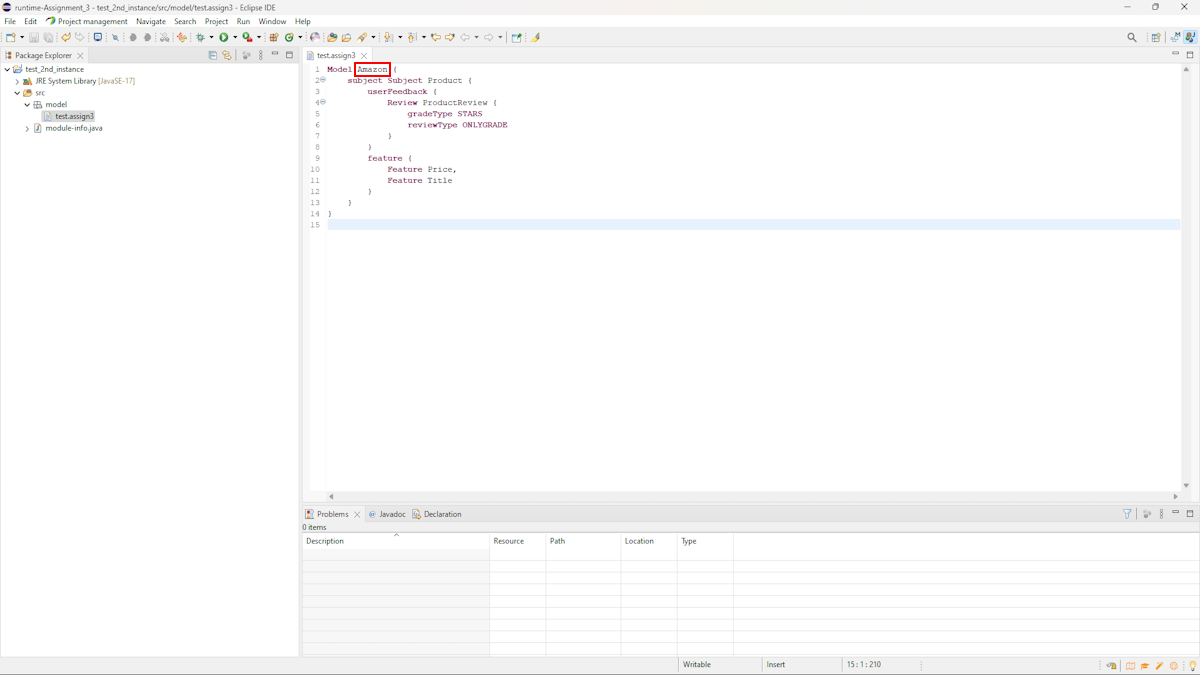 runtime-Assignment_3 - test_2nd_instance/src/model/test.assign3 - Eclipse IDE
File Edit Project management Navigate Search Project Run Window Help
Package Explorer
test_2nd_instance
JRE System Library [JavaSE-17]
src
model
test.assign3
module-info.java
test.assign3
1 Model Amazon {
2 subject Subject Product {
3 userFeedback {
4 Review ProductReview {
5 gradeType STARS
6 reviewType ONLYGRADE
7 }
8 }
9 feature {
10 Feature Price,
11 Feature Title
12 }
13 }
14 }
15
Problems @ Javadoc Declaration
0 items
Description Resource Path Location Type
Writable Insert 15:1:210